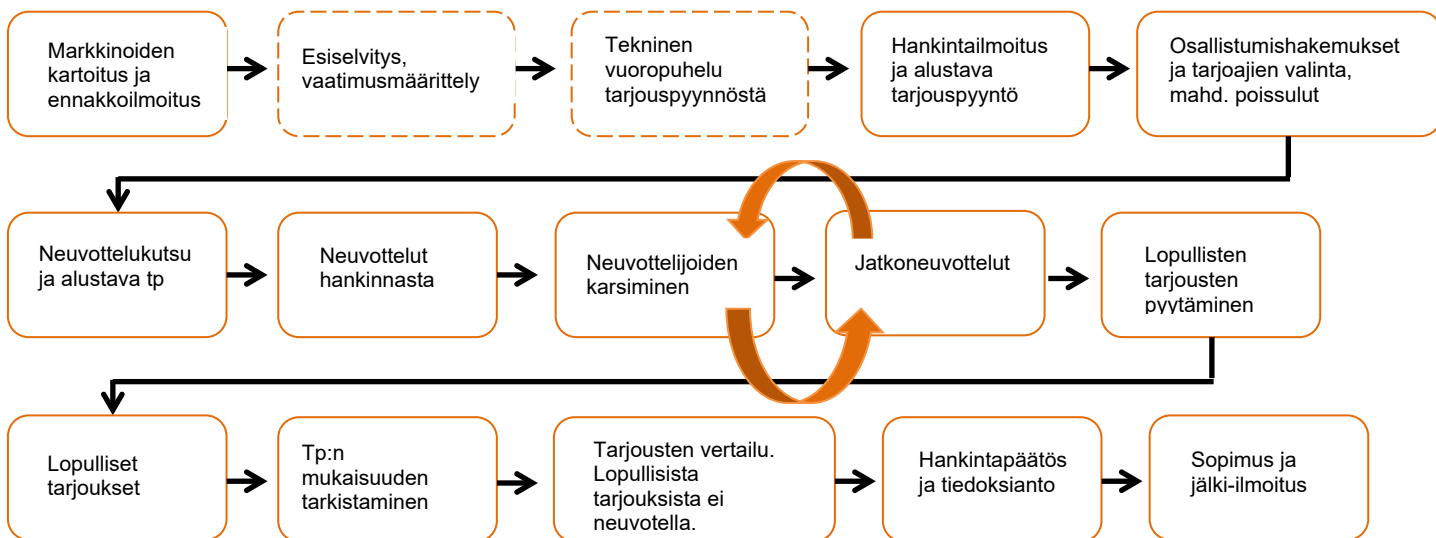 Markkinoiden
kartoitus ja
ennakkoilmoitus
Esiselvitys,
vaatimusmäärittely
Tekninen
vuoropuhelu
tarjouspyynnöstä
Hankintailmoitus
ja alustava
tarjouspyyntö
Osallistumishakemukset
ja tarjoajien valinta,
mahd. poissulut
Neuvottelukutsu
ja alustava tp
Neuvottelut
hankinnasta
Neuvottelijoiden
karsiminen
Jatkoneuvottelut
Lopullisten
tarjousten
pyytäminen
Lopulliset
tarjoukset
Tp:n
mukaisuuden
tarkistaminen
Tarjousten vertailu.
Lopullisista
tarjouksista ei
neuvotella.
Hankintapäätös
ja tiedoksianto
Sopimus ja
jälki-ilmoitus